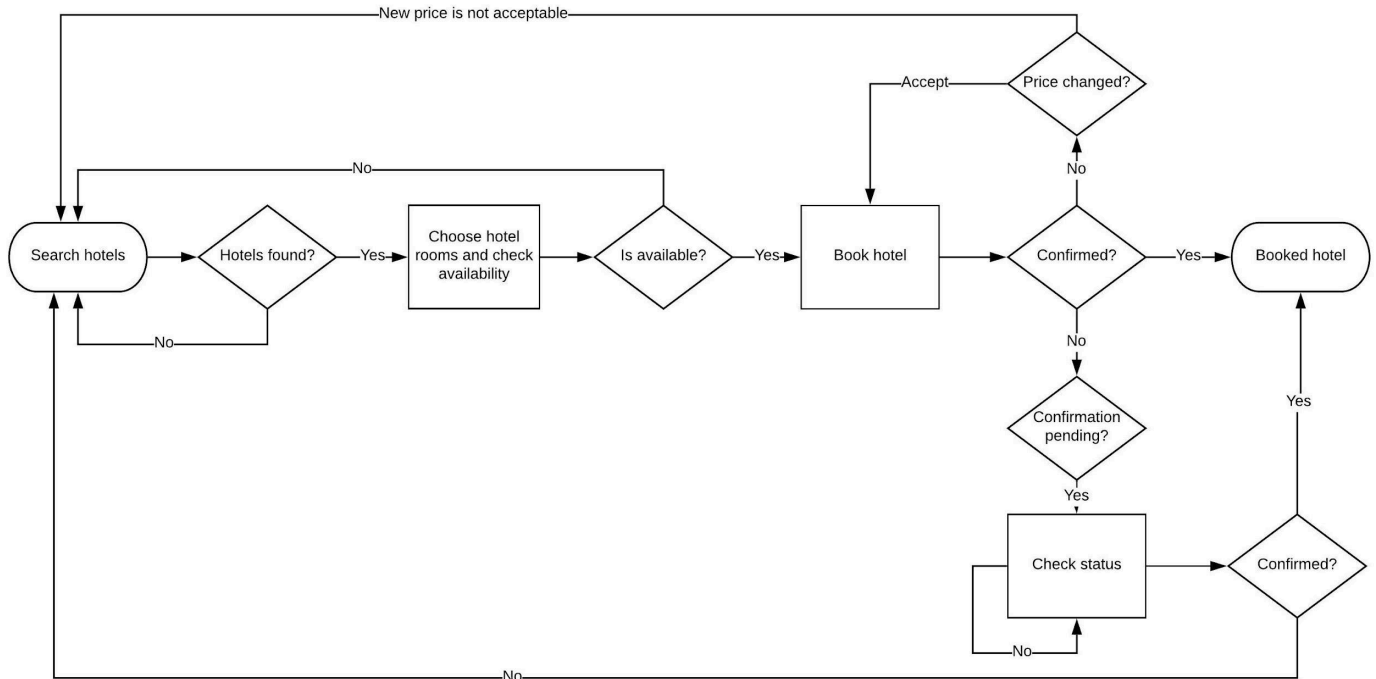 New price is not acceptable
Accept
Price changed?
No
No
Search hotels
Hotels found?
Yes
Choose hotel
rooms and check
availability
Is available?
Yes
Book hotel
Confirmed?
Yes
Booked hotel
No
No
Confirmation
pending?
Yes
Yes
Check status
Confirmed?
No
No